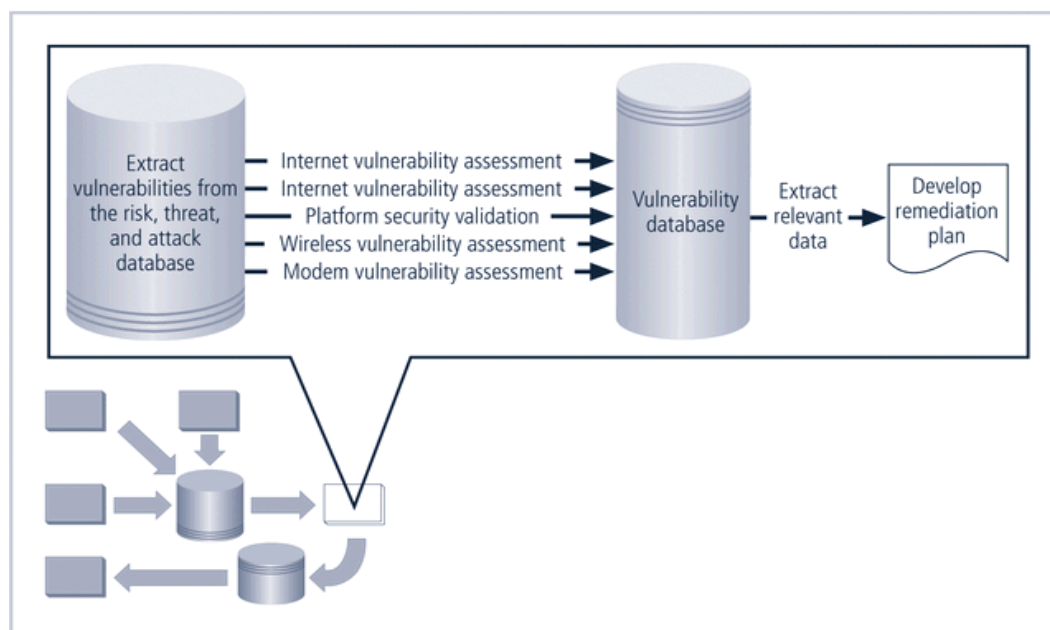 Extract
vulnerabilities from
the risk, threat,
and attack
database
Internet vulnerability assessment
Internet vulnerability assessment
Platform security validation
Wireless vulnerability assessment
Modem vulnerability assessment
Vulnerability
database
Extract
relevant
data
Develop
remediation
plan